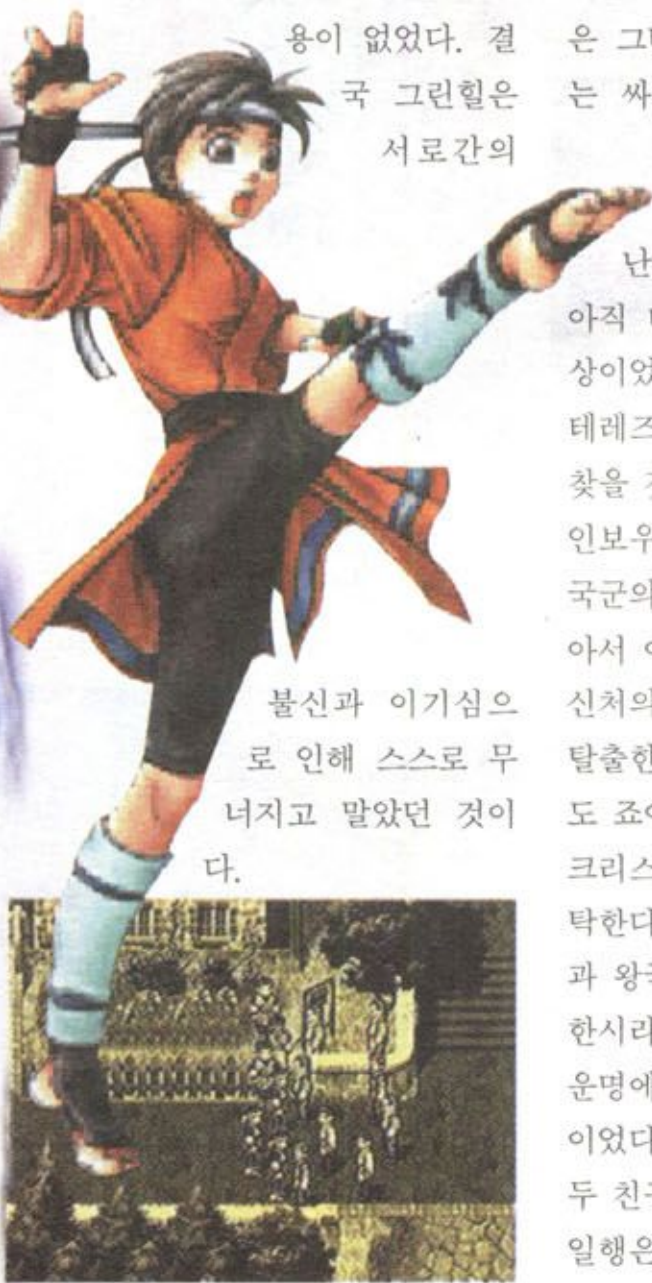 용이 없었다. 결
국 그린힐은
서로간의
불신과 이기심으
로 인해 스스로 무
너지고 말았던 것이
다.
은
는
난
아직
상이었
테레즈
찾을
인보우
국군의
아서
신처의
탈출한
도 죠
크리스
탁한다
과 왕국
한시라
운명에
이었다
두 친구
일행은